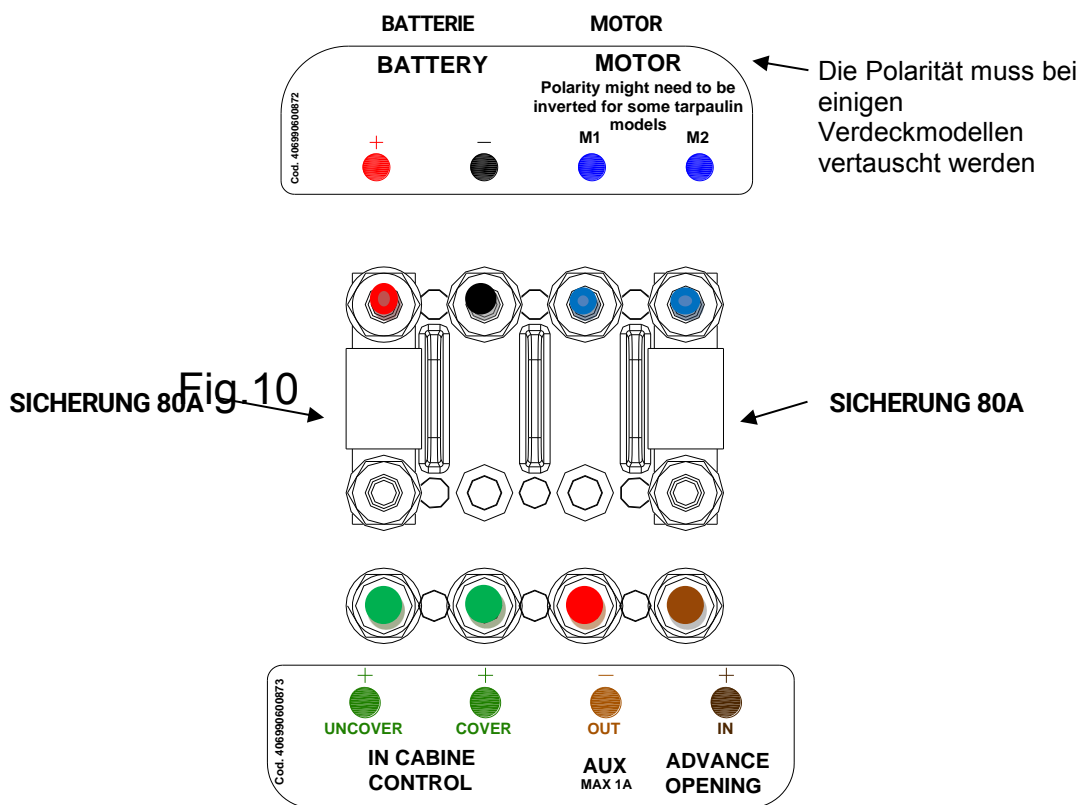 BATTERIE MOTOR
BATTERY MOTOR
Polarity might need to be
inverted for some tarpaulin
models
+ − M1 M2
Cod. 406990600872
Die Polarität muss bei
einigen
Verdeckmodellen
vertauscht werden
Fig.10
SICHERUNG 80A
SICHERUNG 80A
Cod. 406990600873
+ + − +
UNCOVER COVER OUT IN
IN CABINE
CONTROL
AUX
MAX 1A
ADVANCE
OPENING